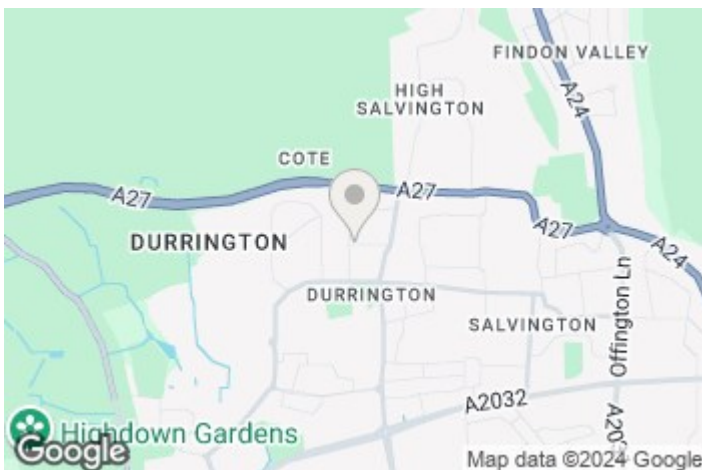 FINDON VALLEY
HIGH
SALVINGTON
A24
COTE
A27
A27
A27
A24
DURRINGTON
DURRINGTON
SALVINGTON
Offington Ln
A2032
Highdown Gardens
Google
Map data ©2024 Google